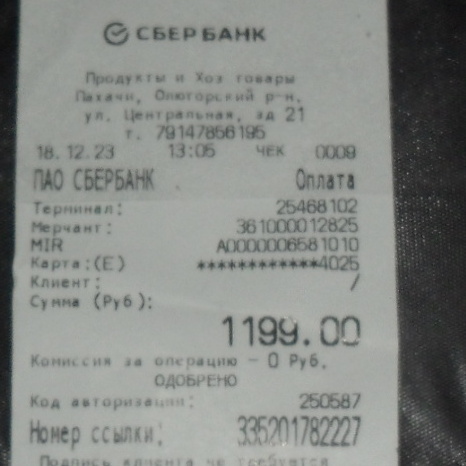 СБЕРБАНК
Продукты и Хоз товары
Пахачи, Олюторский р-н,
ул. Центральная, зд 21
т. 79147856195
18.12.23 13:05 ЧЕК 0009
ПАО СБЕРБАНК Оплата
Терминал: 25468102
Мерчант: 361000012825
MIR A0000006581010
Карта:(E) ************4025
Клиент: /
Сумма (Руб):
1199.00
Комиссия за операцию - 0 Руб.
ОДОБРЕНО
Код авторизации: 250587
Номер ссылки: 335201782227
Подпись клиента не требуется